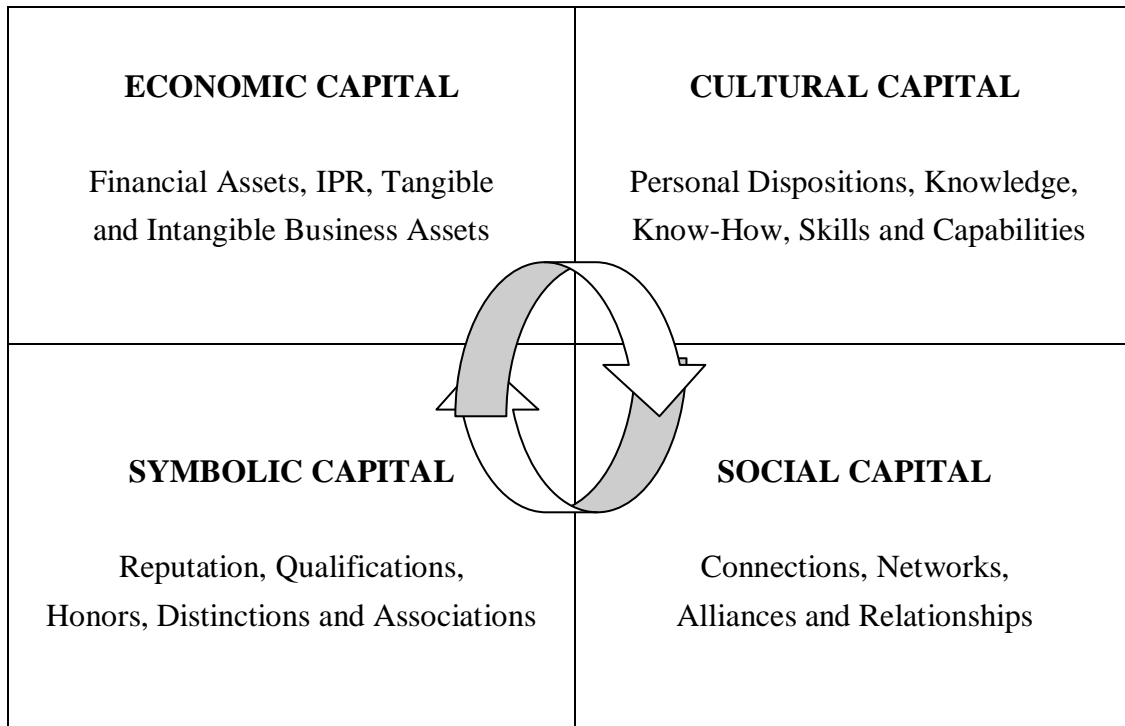 ECONOMIC CAPITAL
Financial Assets, IPR, Tangible
and Intangible Business Assets
CULTURAL CAPITAL
Personal Dispositions, Knowledge,
Know-How, Skills and Capabilities
SYMBOLIC CAPITAL
Reputation, Qualifications,
Honors, Distinctions and Associations
SOCIAL CAPITAL
Connections, Networks,
Alliances and Relationships